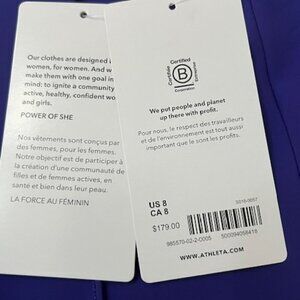 Our clothes are designed
women, for women. And w
make them with one goal in
mind: to ignite a community
active, healthy, confident wo
and girls.
POWER OF SHE
Nos vêtements sont conçus par
des femmes, pour les femmes.
Notre objectif est de participer à
la création d'une communauté de
filles et de femmes actives, en
santé et bien dans leur peau.
LA FORCE AU FÉMININ
Certified
B
Corporation
We put people and planet
up there with profit.
Pour nous, le respect des travailleurs
et de l'environnement est tout aussi
important que le sont les profits.
US 8
CA 8
$179.00
985570-02-2-0005
WWW.ATHLETA.COM